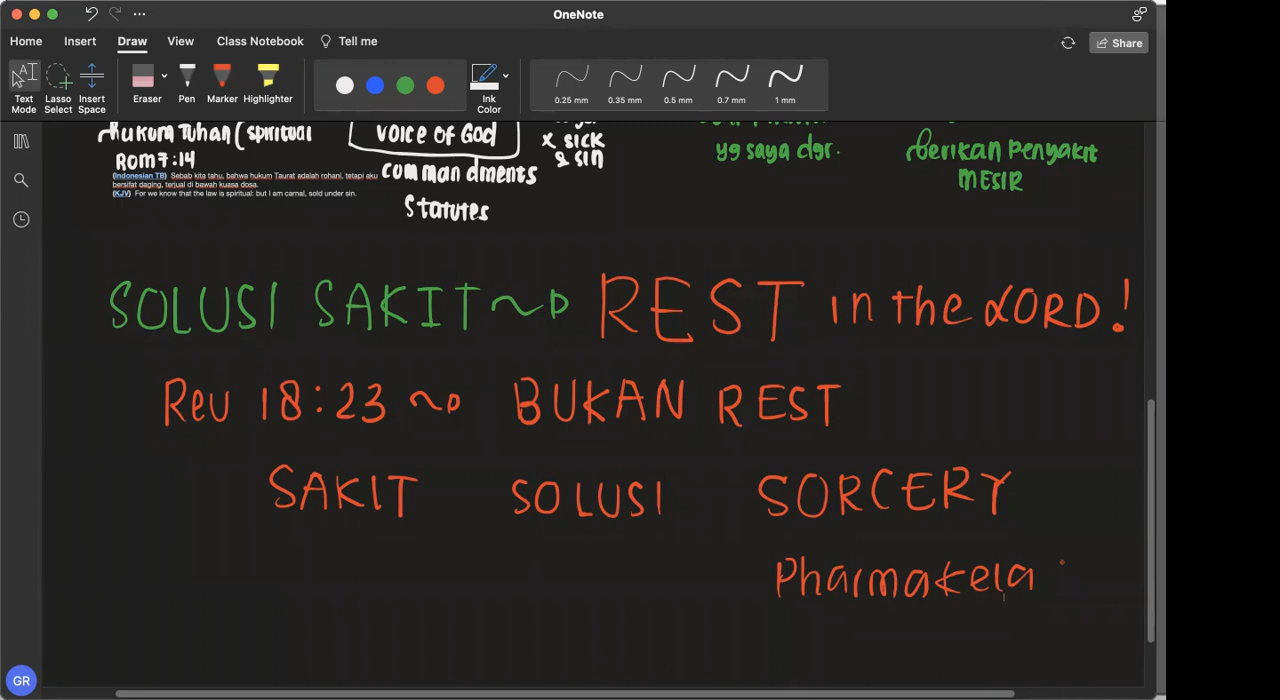 OneNote
Home Insert Draw View Class Notebook Tell me Share
Text Mode Lasso Select Insert Space Eraser Pen Marker Highlighter Ink Color 0.25 mm 0.35 mm 0.5 mm 0.7 mm 1 mm
hukum Tuhan (spiritual
Rom 7:14
(Indonesian TB) Sebab kita tahu, bahwa hukum Taurat adalah rohani, tetapi aku
bersifat daging, terjual di bawah kuasa dosa.
(KJV) For we know that the law is spiritual: but I am carnal, sold under sin.
voice of God
commandments
Statutes
x sick
& sin
yg saya dgr.
berikan penyakit
MESIR
SOLUSI SAKIT REST in the LORD!
Rev 18:23 BUKAN REST
SAKIT SOLUSI SORCERY
Pharmakeia
GR